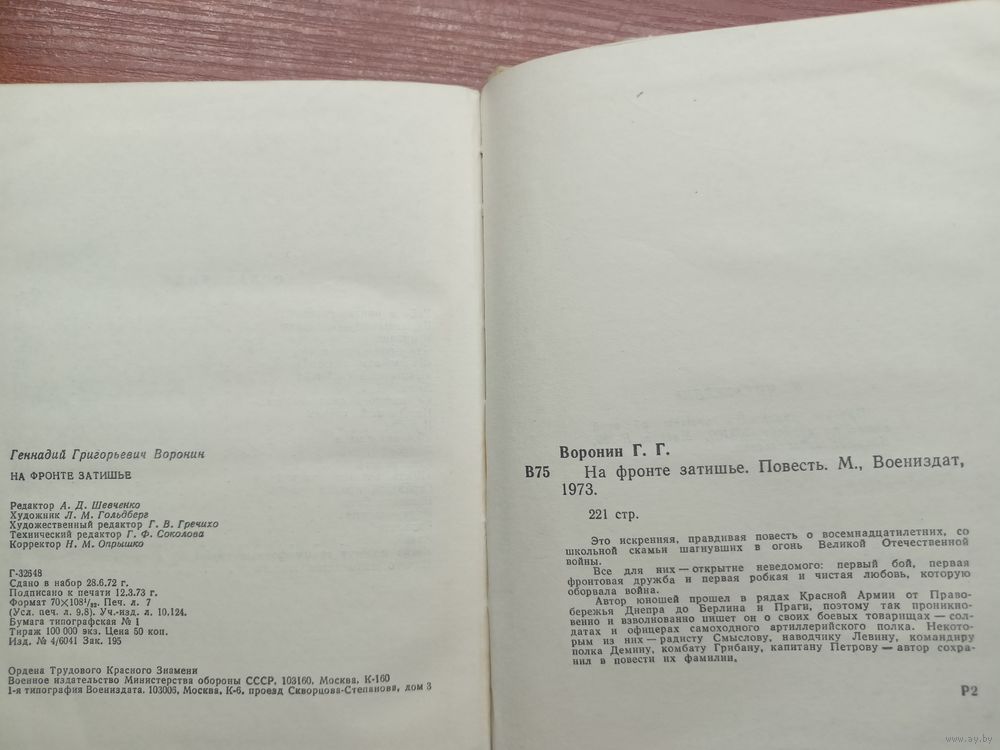 Геннадий Григорьевич Воронин
НА ФРОНТЕ ЗАТИШЬЕ
Редактор А. Д. Шевченко
Художник Л. М. Гольдберг
Художественный редактор Г. В. Гречихо
Технический редактор Г. Ф. Соколова
Корректор Н. М. Опрышко
Г-32648
Сдано в набор 28.6.72 г.
Подписано к печати 12.3.73 г.
Формат 70×108¹/₃₂. Печ. л. 7
(Усл. печ. л. 9,8). Уч.-изд. л. 10,124.
Бумага типографская № 1
Тираж 100 000 экз. Цена 50 коп.
Изд. № 4/6041 Зак. 195
Ордена Трудового Красного Знамени
Военное издательство Министерства обороны СССР, 103160, Москва, К-160
1-я типография Воениздата. 103006, Москва, К-6, проезд Скворцова-Степанова, дом 3
Воронин Г. Г.
В75 На фронте затишье. Повесть. М., Воениздат,
1973.
221 стр.
Это искренняя, правдивая повесть о восемнадцатилетних, со
школьной скамьи шагнувших в огонь Великой Отечественной
войны.
Все для них — открытие неведомого: первый бой, первая
фронтовая дружба и первая робкая и чистая любовь, которую
оборвала война.
Автор юношей прошел в рядах Красной Армии от Право-
бережья Днепра до Берлина и Праги, поэтому так проникно-
венно и взволнованно пишет он о своих боевых товарищах — сол-
датах и офицерах самоходного артиллерийского полка. Некото-
рым из них — радисту Смыслову, наводчику Левину, командиру
полка Демину, комбату Грибану, капитану Петрову — автор сохра-
нил в повести их фамилии.
Р2
www.ay.by